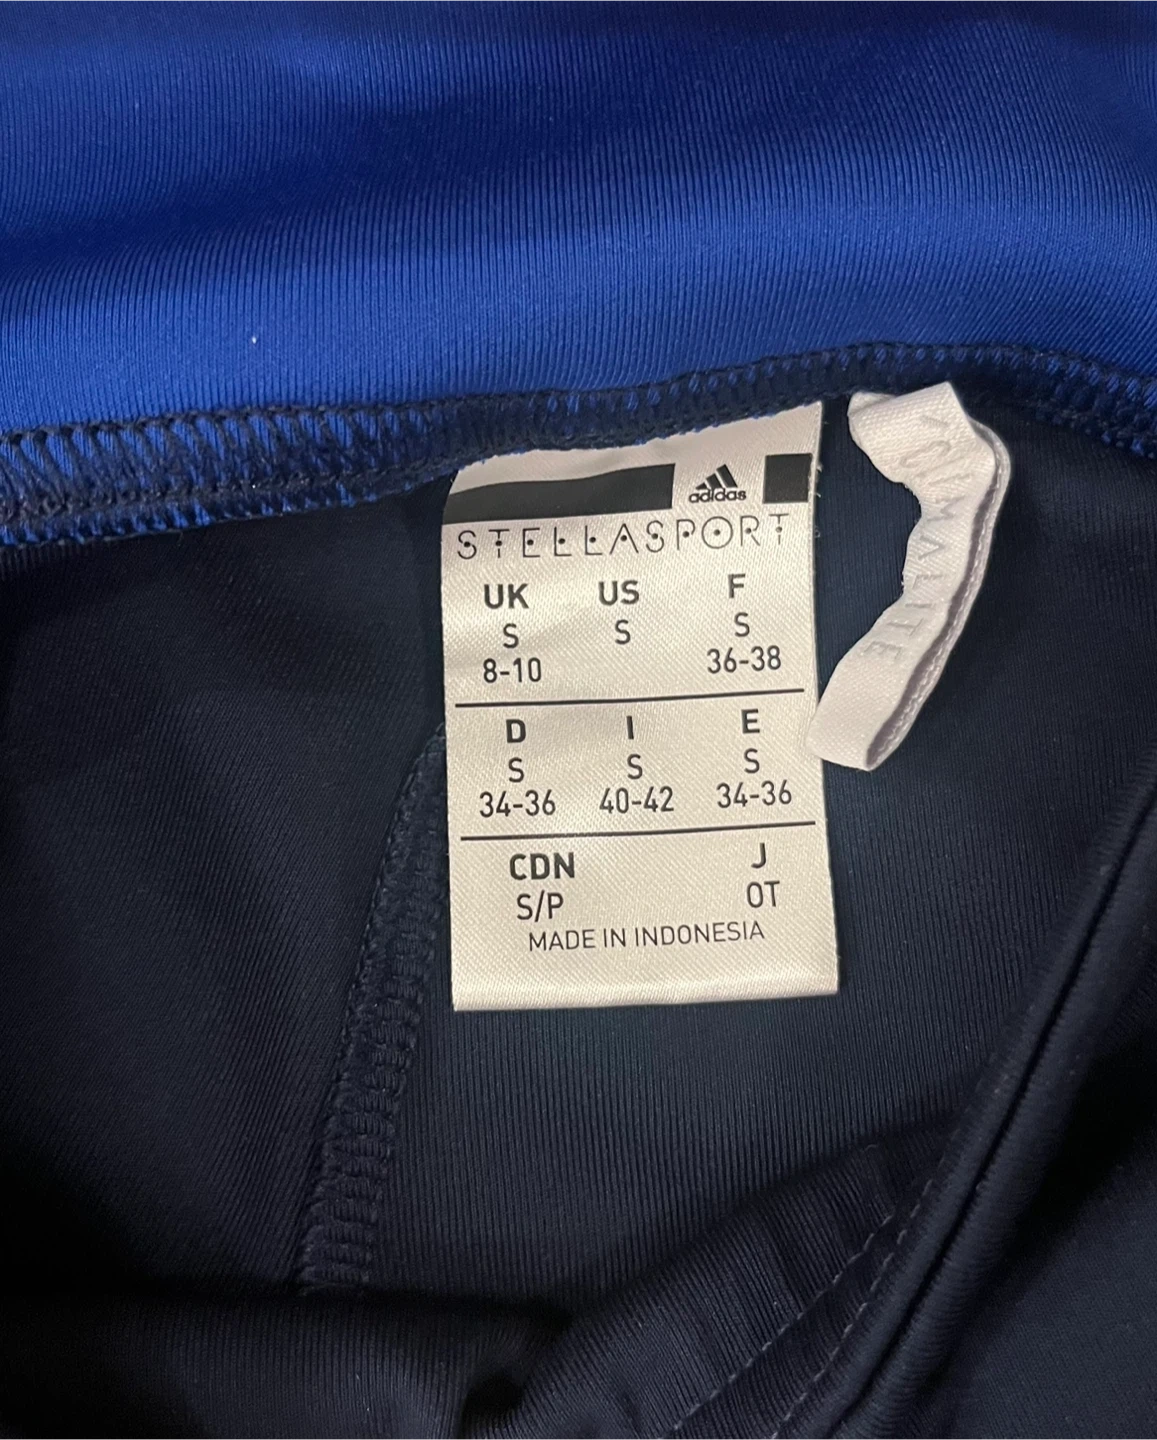 adidas
STELLASPORT
UK US F
S S S
8-10 36-38
D I E
S S S
34-36 40-42 34-36
CDN J
S/P OT
MADE IN INDONESIA
CLIMALITE